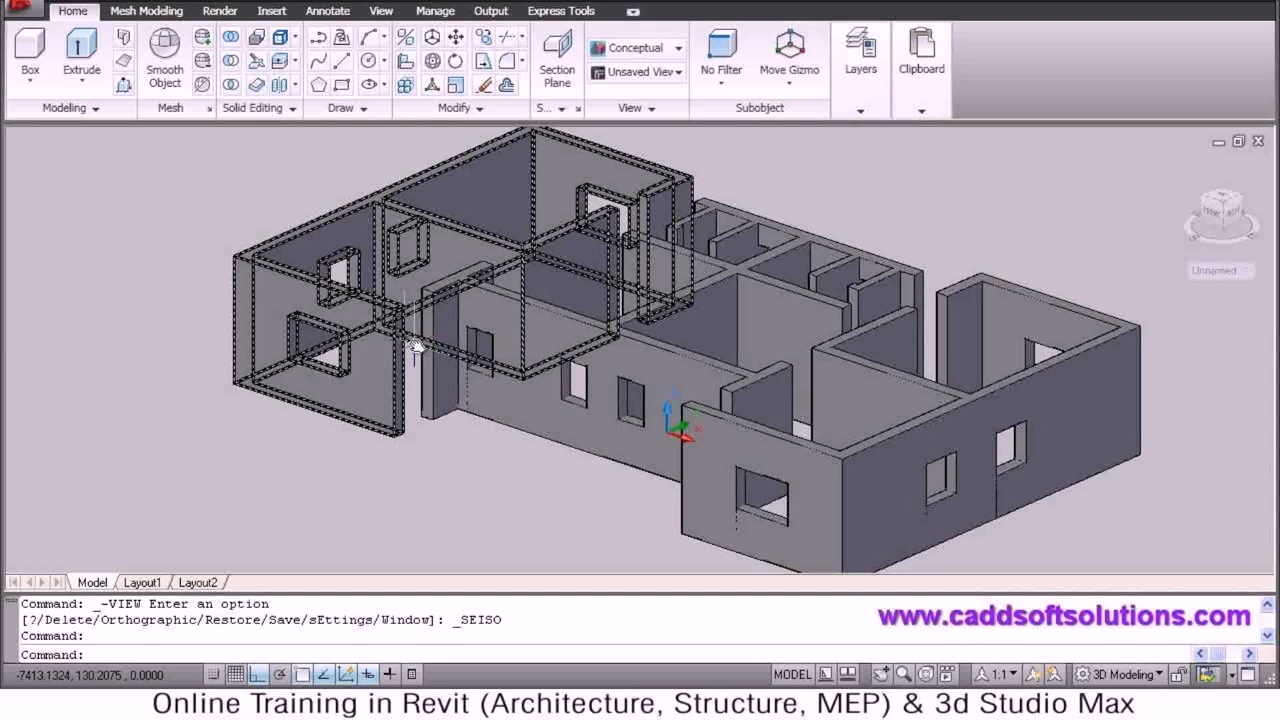 Home Mesh Modeling Render Insert Annotate View Manage Output Express Tools
Box
Extrude
Smooth Object
Section Plane
Conceptual
Unsaved View
No Filter
Move Gizmo
Layers
Clipboard
Modeling
Mesh
Solid Editing
Draw
Modify
S...
View
Subobject
Unnamed
Model Layout1 Layout2
Command: _-VIEW Enter an option
[?/Delete/Orthographic/Restore/Save/sEttings/Window]: _SEISO
Command:
Command:
www.caddsoftsolutions.com
-7413.1324, 130.2075, 0.0000
MODEL
1:1
3D Modeling
Online Training in Revit (Architecture, Structure, MEP) & 3d Studio Max